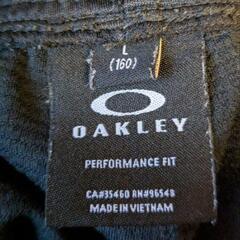 L
(160)
OAKLEY
PERFORMANCE FIT
CA#35460 RN#96548
MADE IN VIETNAM